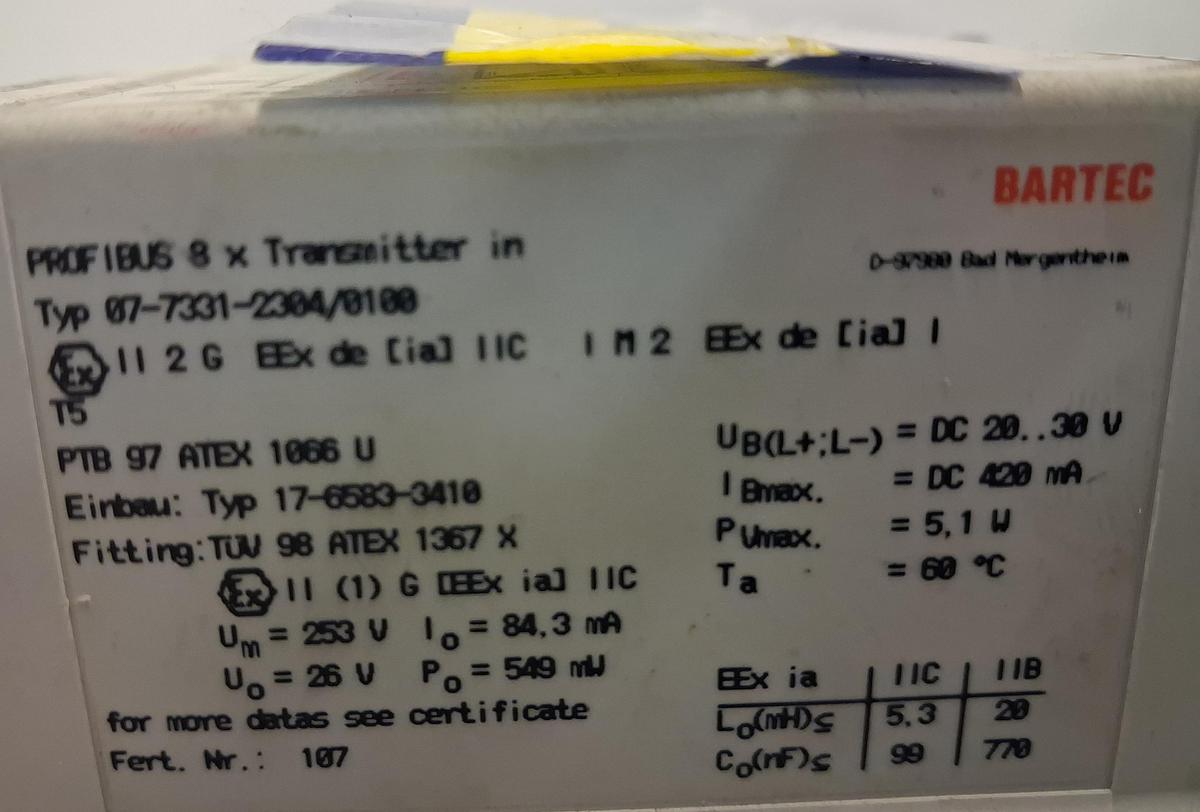 BARTEC
D-97980 Bad Mergentheim
PROFIBUS 8 x Transmitter in
Typ 07-7331-2304/0100
Ex II 2 G EEx de [ia] IIC I M 2 EEx de [ia] I
T5
PTB 97 ATEX 1066 U
Einbau: Typ 17-6583-3410
Fitting: TÜV 98 ATEX 1367 X
Ex II (1) G [EEx ia] IIC
Um = 253 V Io = 84,3 mA
Uo = 26 V Po = 549 mW
for more datas see certificate
Fert. Nr.: 107
UB(L+;L-) = DC 20..30 V
I Bmax. = DC 420 mA
P Vmax. = 5,1 W
Ta = 60 °C
EEx ia IIC IIB
Lo(mH)≤ 5.3 20
Co(nF)≤ 99 770